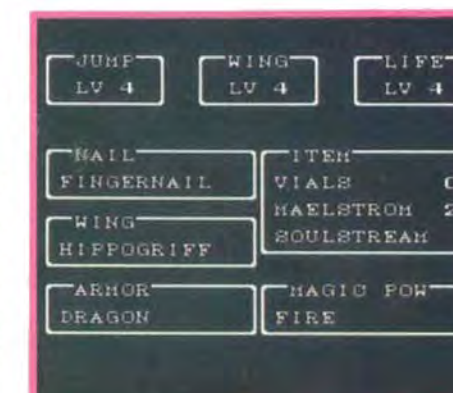 JUMP WING LIFE
LV 4 LV 4 LV 4
NAIL ITEM
FINGERNAIL VIALS 0
MAELSTROM 2
WING SOULSTREAM
HIPPOGRIFF
ARMOR MAGIC POW
DRAGON FIRE